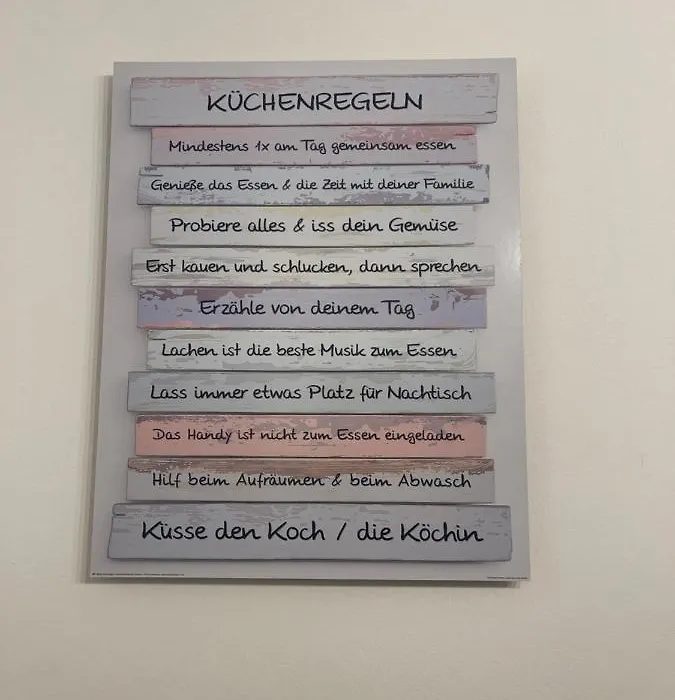 KÜCHENREGELN
Mindestens 1x am Tag gemeinsam essen
Genieße das Essen & die Zeit mit deiner Familie
Probiere alles & iss dein Gemüse
Erst kauen und schlucken, dann sprechen
Erzähle von deinem Tag
Lachen ist die beste Musik zum Essen
Lass immer etwas Platz für Nachtisch
Das Handy ist nicht zum Essen eingeladen
Hilf beim Aufräumen & beim Abwasch
Küsse den Koch / die Köchin